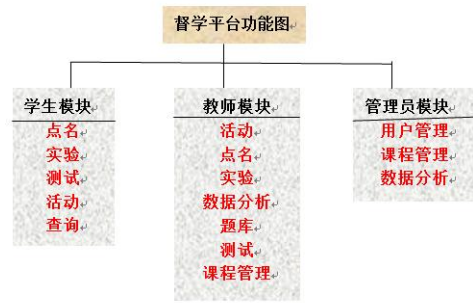 督学平台功能图
学生模块
点名
实验
测试
活动
查询
教师模块
活动
点名
实验
数据分析
题库
测试
课程管理
管理员模块
用户管理
课程管理
数据分析